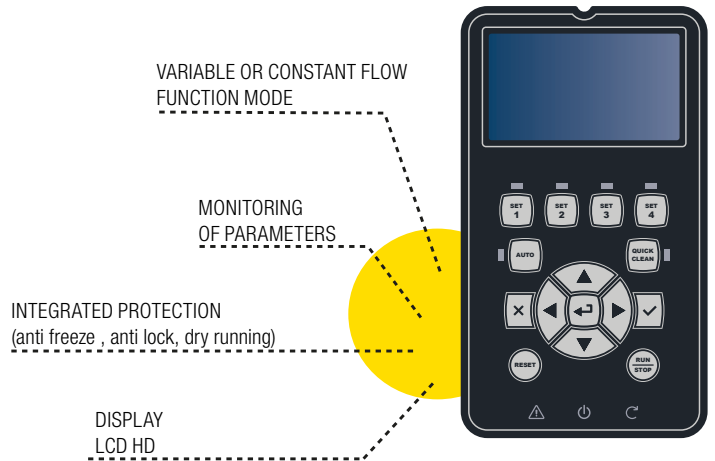 VARIABLE OR CONSTANT FLOW
FUNCTION MODE
MONITORING
OF PARAMETERS
INTEGRATED PROTECTION
(anti freeze , anti lock, dry running)
DISPLAY
LCD HD
SET
1
SET
2
SET
3
SET
4
AUTO
QUICK
CLEAN
RESET
RUN
STOP